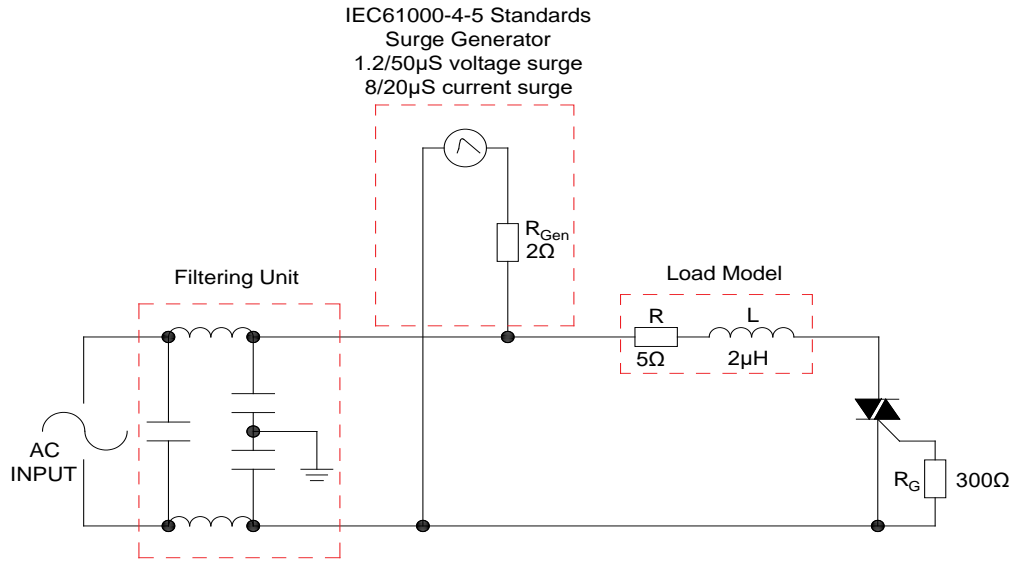 IEC61000-4-5 Standards
Surge Generator
1.2/50µS voltage surge
8/20µS current surge
R_Gen
2Ω
Filtering Unit
Load Model
R
L
5Ω
2µH
AC
INPUT
R_G
300Ω